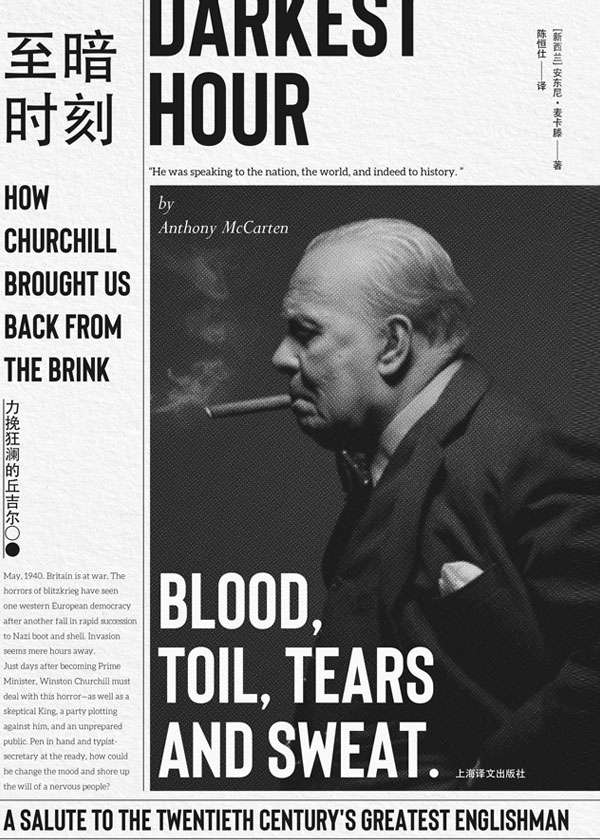 至暗
时刻
DARKEST
HOUR
[新西兰] 安东尼·麦卡滕——著
陈恒仕——译
“He was speaking to the nation, the world, and indeed to history. ”
HOW
CHURCHILL
BROUGHT US
BACK FROM
THE BRINK
力挽狂澜的丘吉尔
by
Anthony McCarten
May, 1940. Britain is at war. The
horrors of blitzkrieg have seen
one western European democracy
after another fall in rapid succession
to Nazi boot and shell. Invasion
seems mere hours away.
Just days after becoming Prime
Minister, Winston Churchill must
deal with this horror—as well as a
skeptical King, a party plotting
against him, and an unprepared
public. Pen in hand and typist-
secretary at the ready, how could
he change the mood and shore up
the will of a nervous people?
BLOOD,
TOIL, TEARS
AND SWEAT.
上海译文出版社
A SALUTE TO THE TWENTIETH CENTURY'S GREATEST ENGLISHMAN